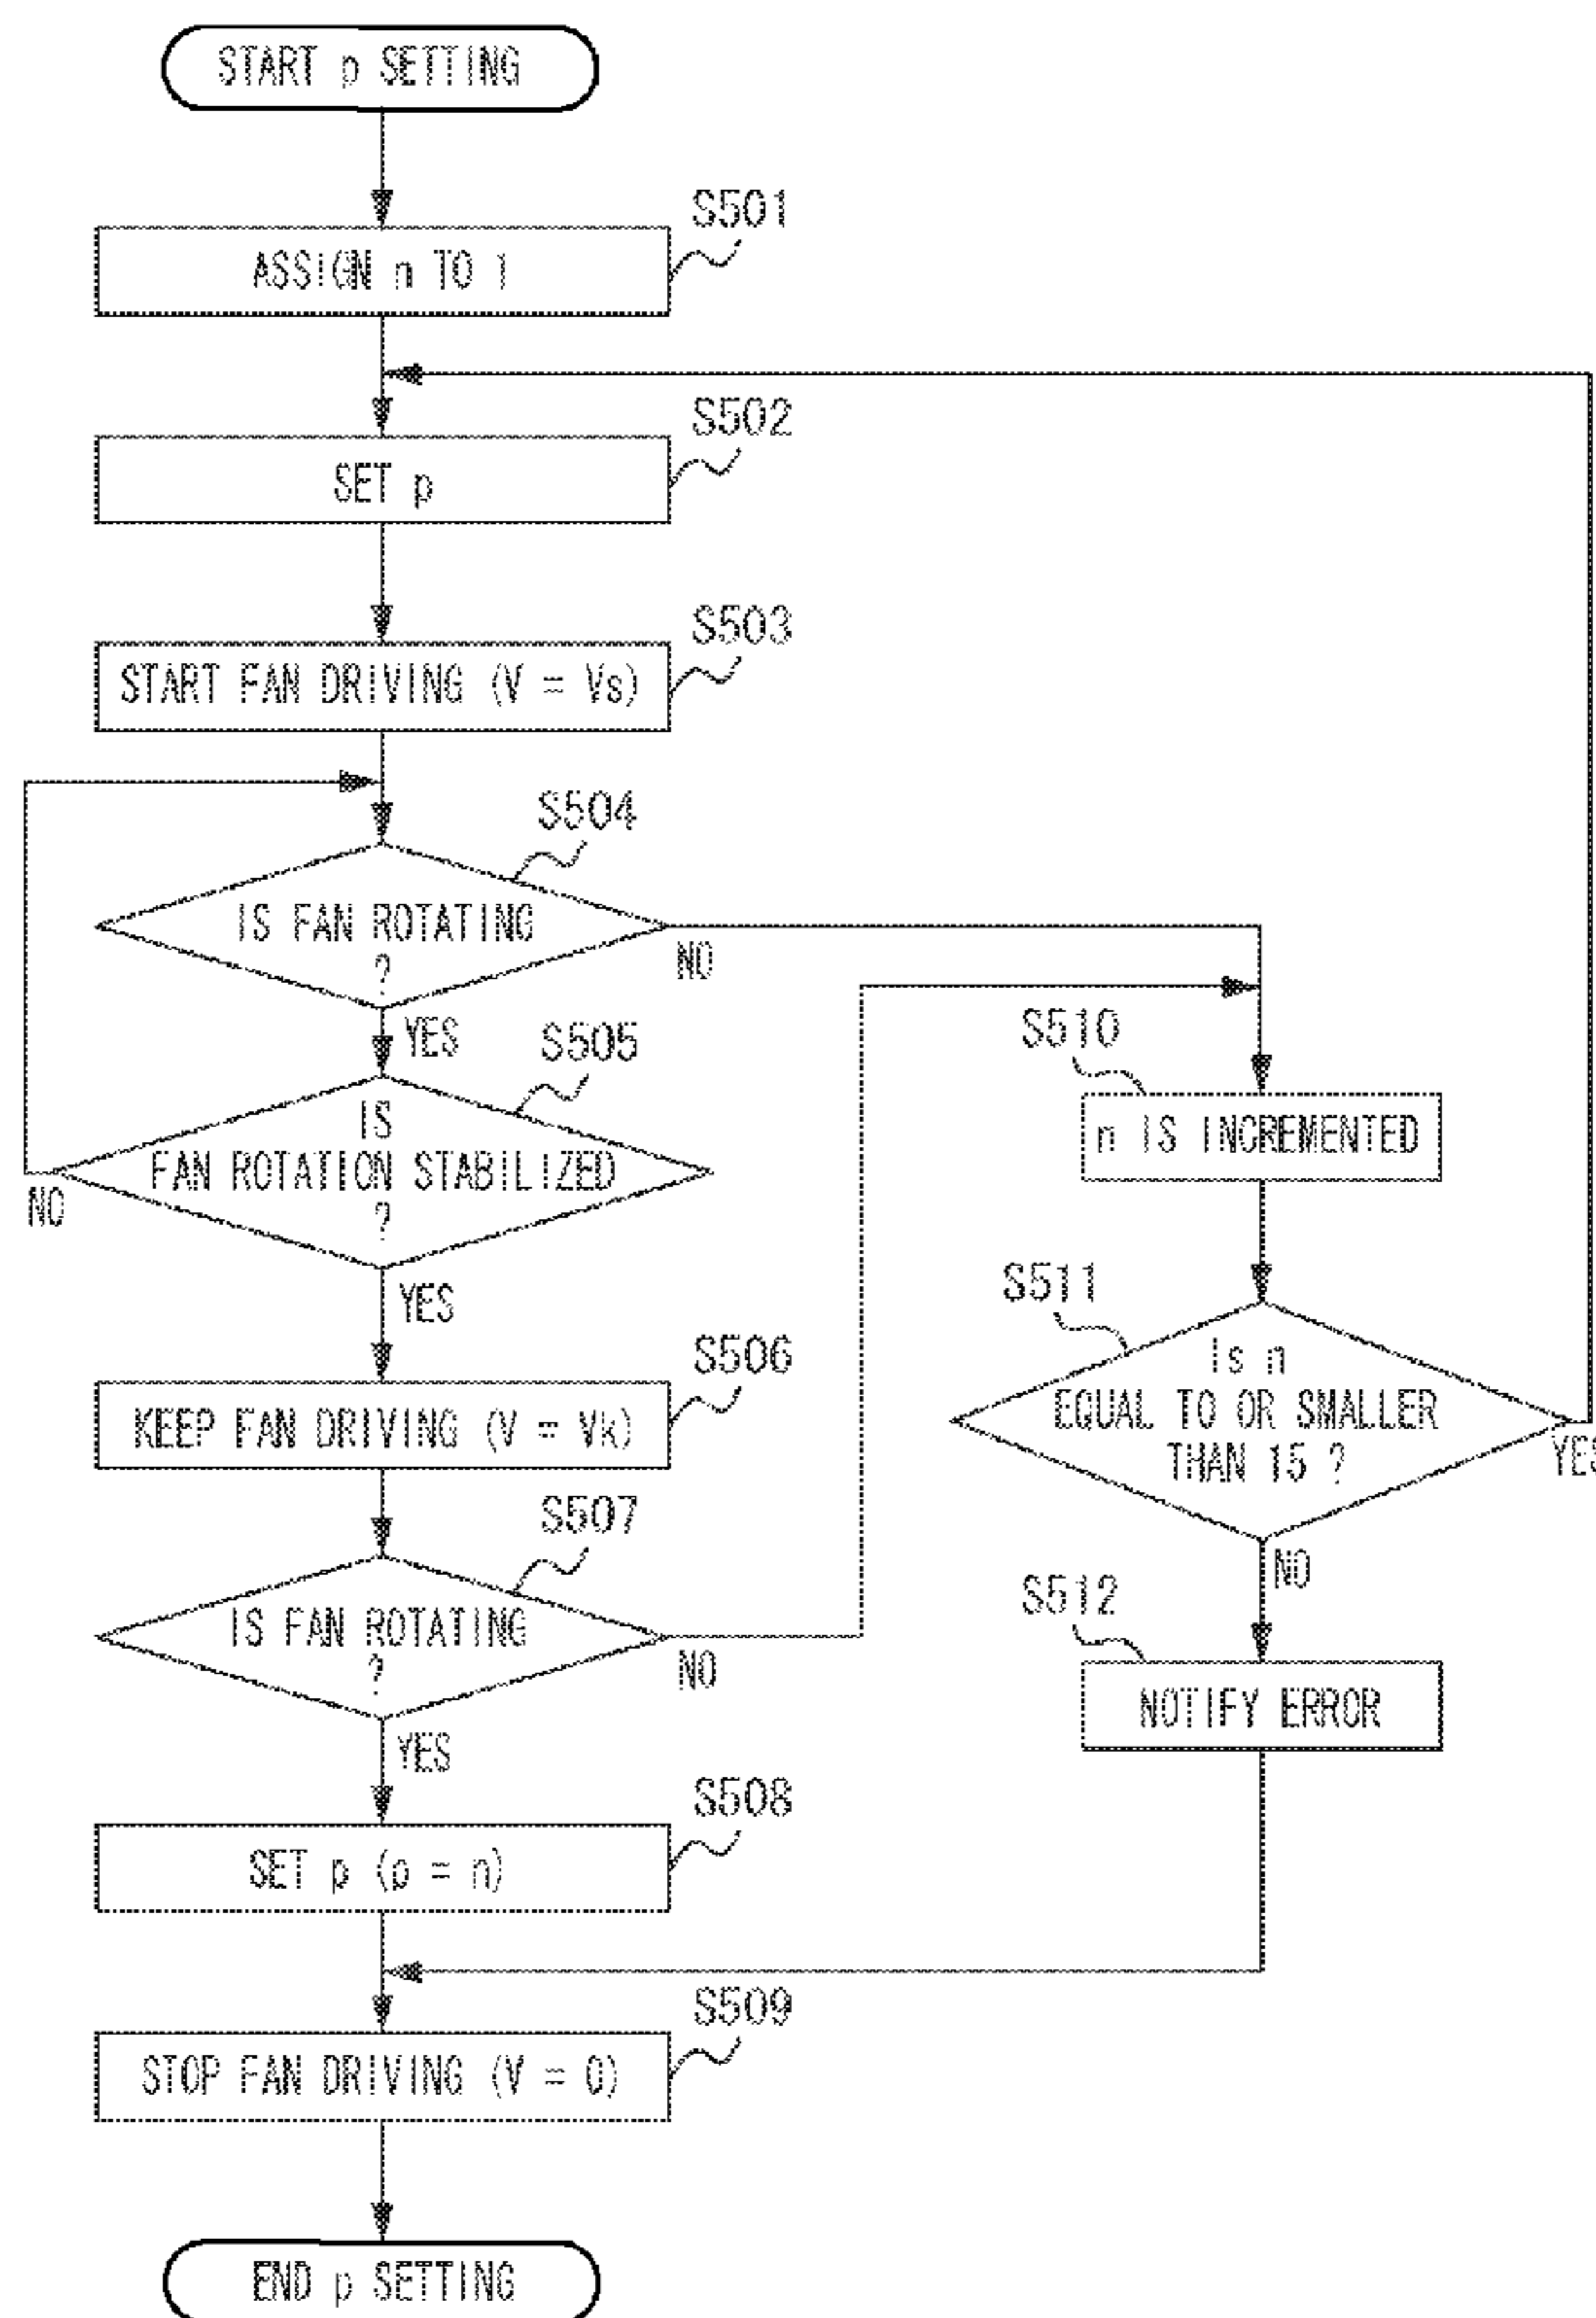 START p SETTING
S501
ASSIGN n TO 1
S502
SET p
S503
START FAN DRIVING (V = Vs)
S504
IS FAN ROTATING
?
NO
YES
S505
IS
FAN ROTATION STABILIZED
?
NO
YES
S506
KEEP FAN DRIVING (V = Vk)
S507
IS FAN ROTATING
?
NO
YES
S508
SET p (p = n)
S509
STOP FAN DRIVING (V = 0)
END p SETTING
S510
n IS INCREMENTED
S511
Is n
EQUAL TO OR SMALLER
THAN 15 ?
YES
NO
S512
NOTIFY ERROR